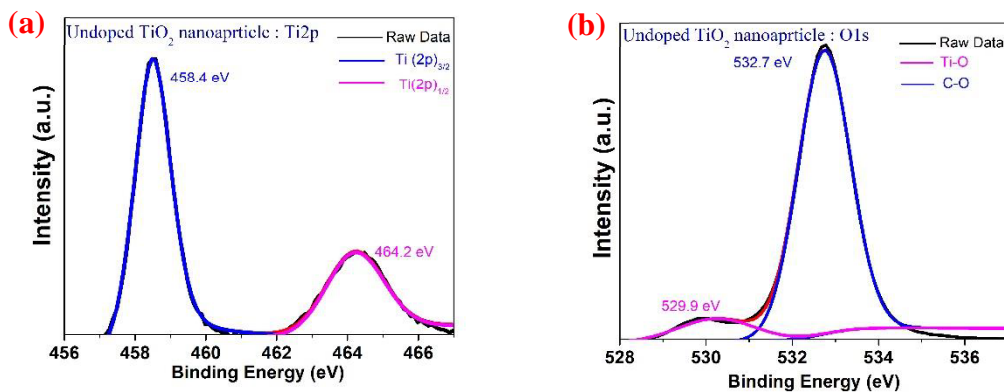 (a)
Undoped TiO2 nanoaprticle : Ti2p
Raw Data
Ti (2p)3/2
Ti(2p)1/2
458.4 eV
464.2 eV
Intensity (a.u.)
456 458 460 462 464 466
Binding Energy (eV)
(b)
Undoped TiO2 nanoaprticle : O1s
Raw Data
Ti-O
C-O
532.7 eV
529.9 eV
Intensity (a.u.)
528 530 532 534 536
Binding Energy (eV)